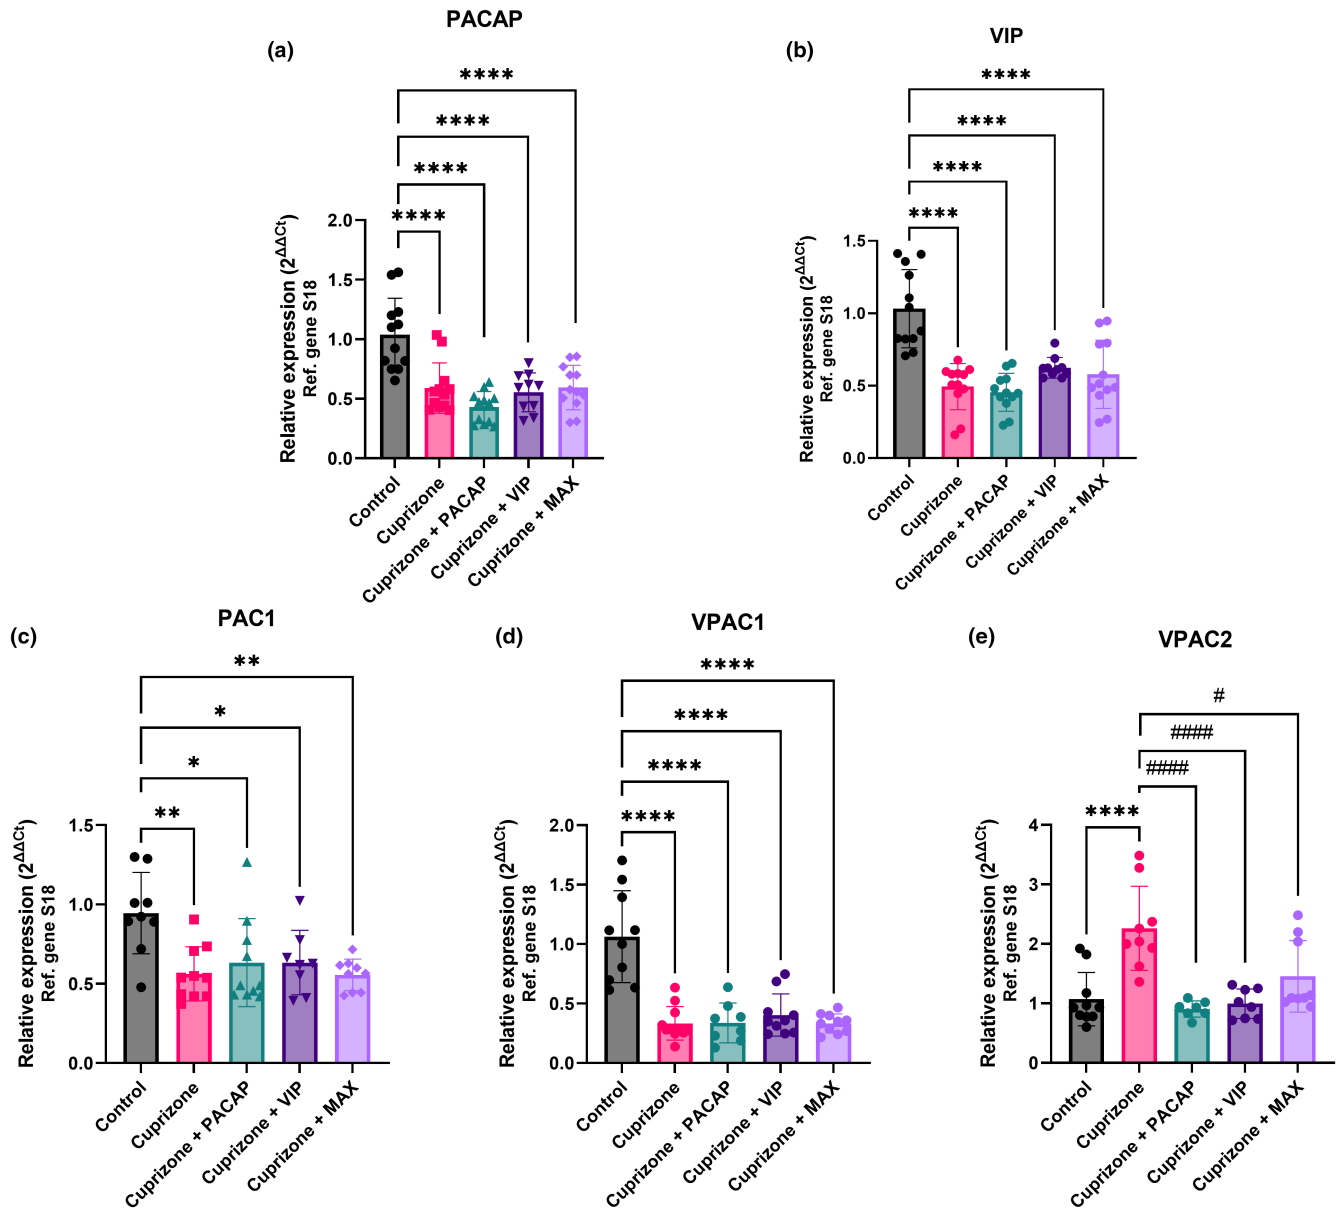 PACAP
(a)
****
****
****
****
Relative expression (2^ΔΔCt)
Ref. gene S18
2.0
1.5
1.0
0.5
0.0
Control
Cuprizone
Cuprizone + PACAP
Cuprizone + VIP
Cuprizone + MAX
VIP
(b)
****
****
****
****
Relative expression (2^ΔΔCt)
Ref. gene S18
1.5
1.0
0.5
0.0
Control
Cuprizone
Cuprizone + PACAP
Cuprizone + VIP
Cuprizone + MAX
PAC1
(c)
**
*
*
**
Relative expression (2^ΔΔCt)
Ref. gene S18
1.5
1.0
0.5
0.0
Control
Cuprizone
Cuprizone + PACAP
Cuprizone + VIP
Cuprizone + MAX
VPAC1
(d)
****
****
****
****
Relative expression (2^ΔΔCt)
Ref. gene S18
2.0
1.5
1.0
0.5
0.0
Control
Cuprizone
Cuprizone + PACAP
Cuprizone + VIP
Cuprizone + MAX
VPAC2
(e)
#
####
####
****
Relative expression (2^ΔΔCt)
Ref. gene S18
4
3
2
1
0
Control
Cuprizone
Cuprizone + PACAP
Cuprizone + VIP
Cuprizone + MAX